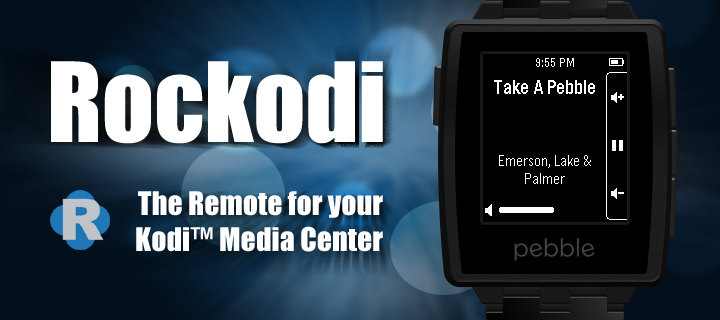 Rockodi
R
The Remote for your
Kodi™ Media Center
9:55 PM
Take A Pebble
Emerson, Lake &
Palmer
pebble